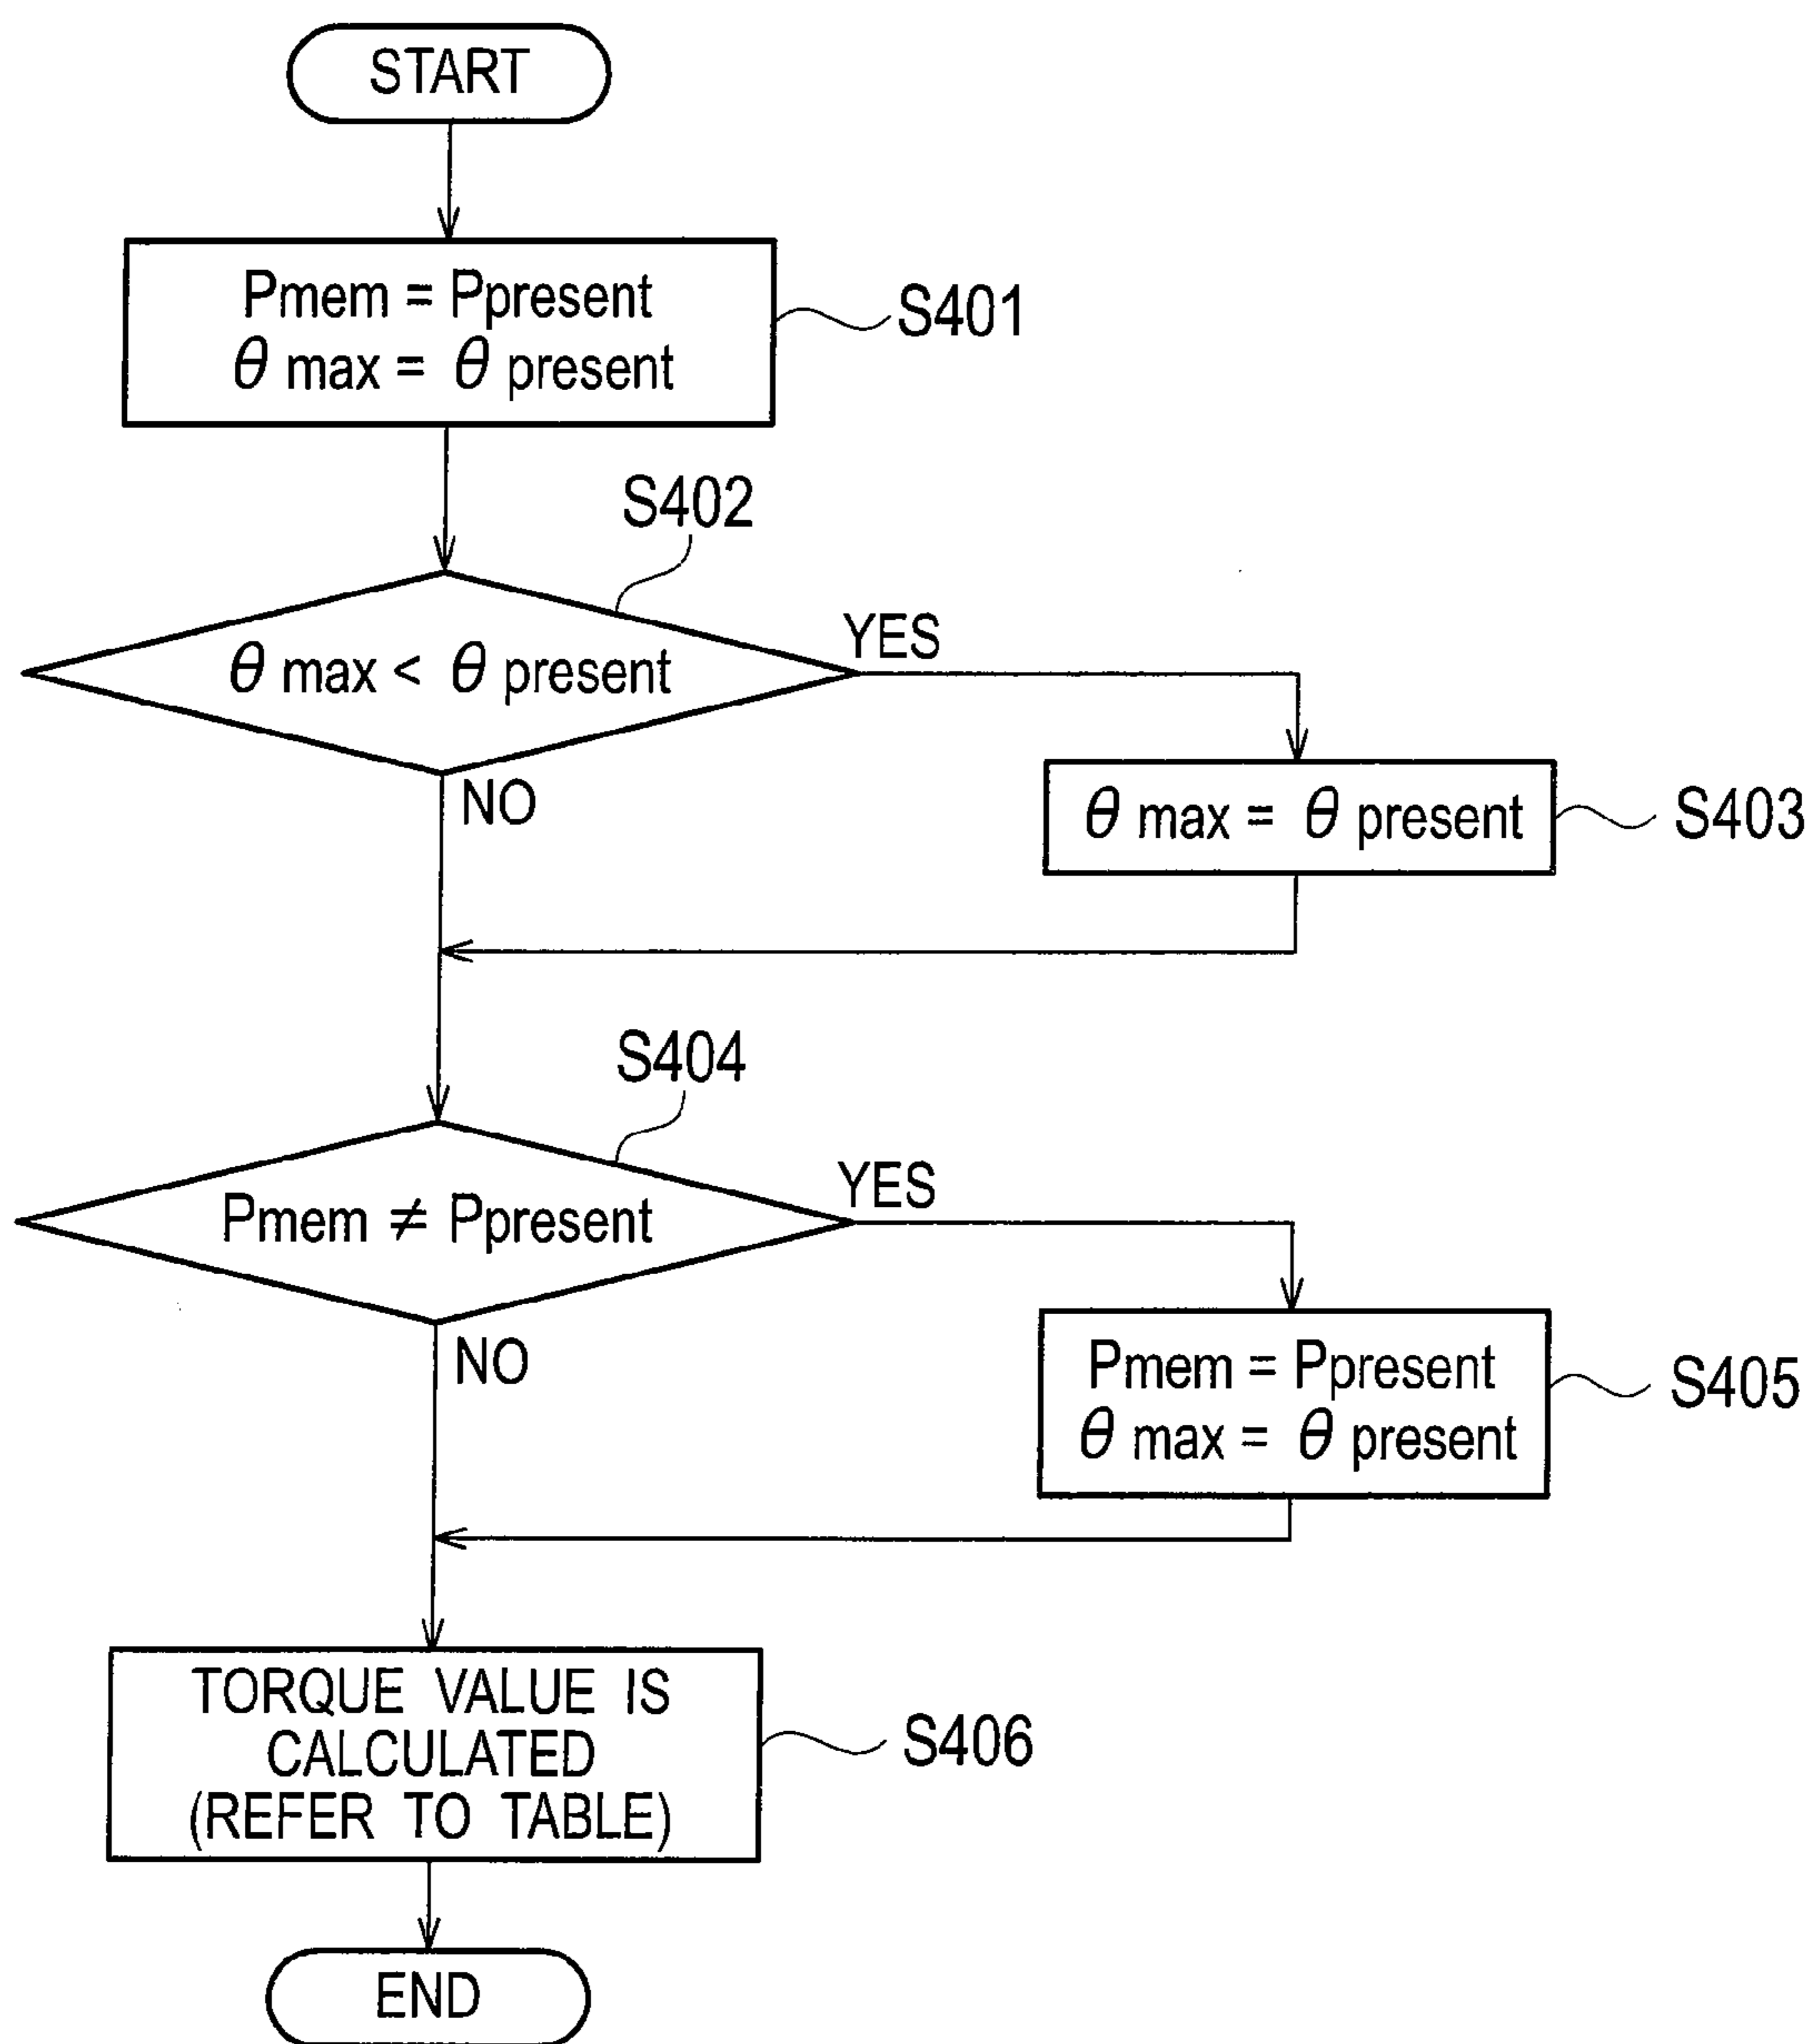 START
Pmem = Ppresent
θ max = θ present
S401
S402
θ max < θ present
YES
NO
θ max = θ present
S403
S404
Pmem ≠ Ppresent
YES
NO
Pmem = Ppresent
θ max = θ present
S405
TORQUE VALUE IS
CALCULATED
(REFER TO TABLE)
S406
END